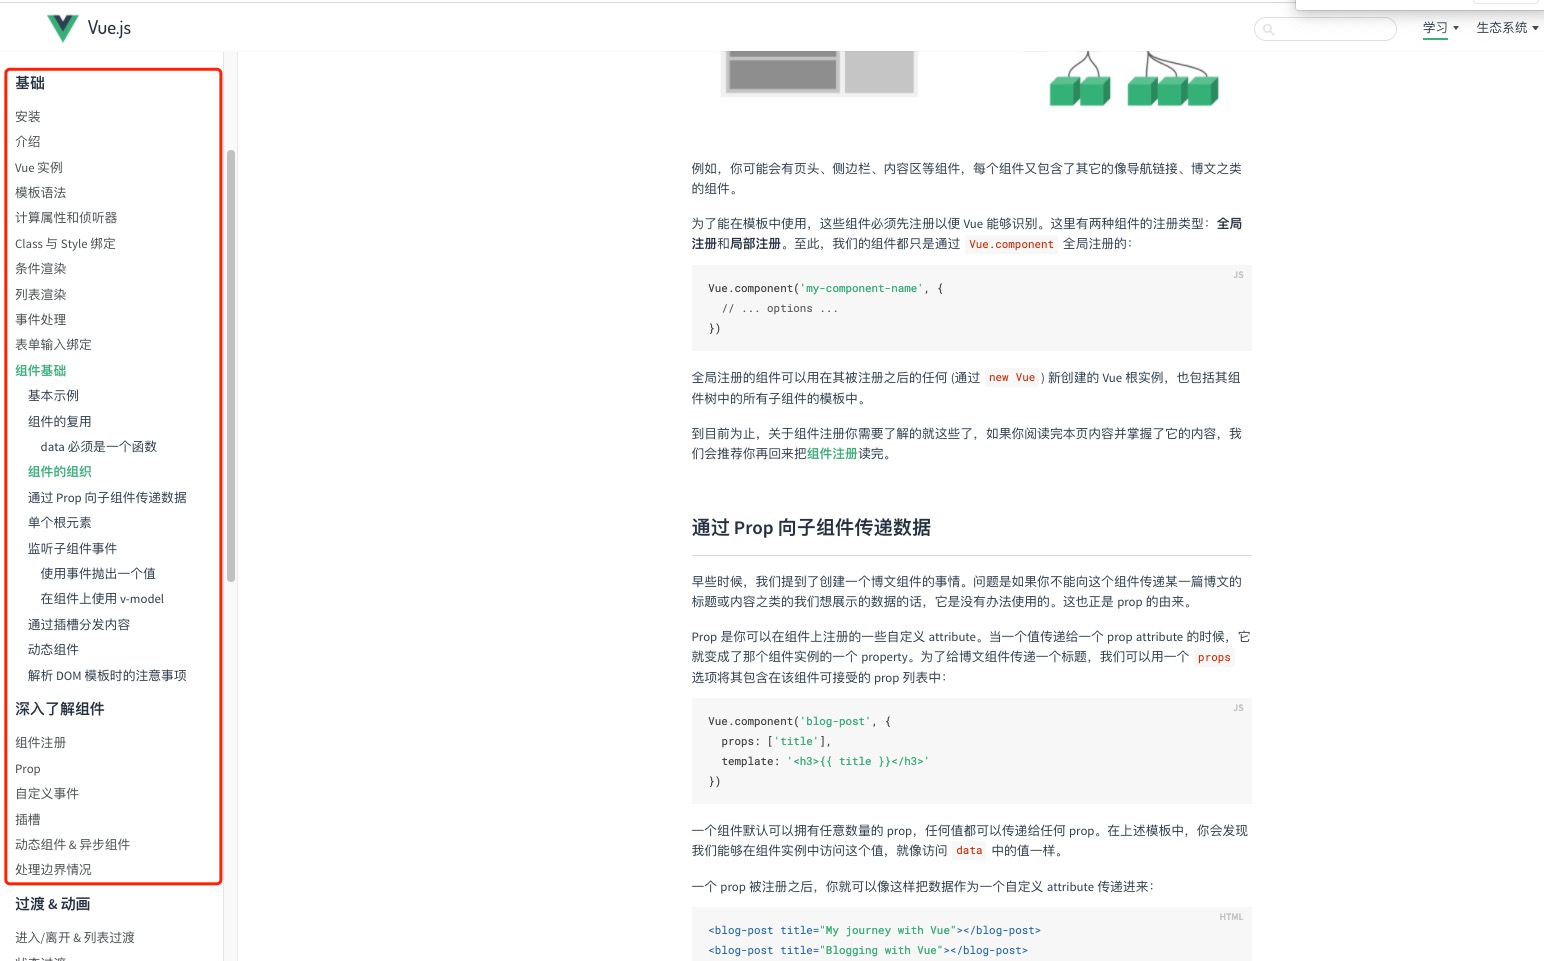 Vue.js
学习
生态系统
基础
安装
介绍
Vue 实例
模板语法
计算属性和侦听器
Class 与 Style 绑定
条件渲染
列表渲染
事件处理
表单输入绑定
组件基础
基本示例
组件的复用
data 必须是一个函数
组件的组织
通过 Prop 向子组件传递数据
单个根元素
监听子组件事件
使用事件抛出一个值
在组件上使用 v-model
通过插槽分发内容
动态组件
解析 DOM 模板时的注意事项
深入了解组件
组件注册
Prop
自定义事件
插槽
动态组件 & 异步组件
处理边界情况
过渡 & 动画
进入/离开 & 列表过渡
例如，你可能会有页头、侧边栏、内容区等组件，每个组件又包含了其它的像导航链接、博文之类
的组件。
为了能在模板中使用，这些组件必须先注册以便 Vue 能够识别。这里有两种组件的注册类型：全局
注册和局部注册。至此，我们的组件都只是通过 Vue.component 全局注册的：
JS
Vue.component('my-component-name', {
// ... options ...
})
全局注册的组件可以用在其被注册之后的任何 (通过 new Vue ) 新创建的 Vue 根实例，也包括其组
件树中的所有子组件的模板中。
到目前为止，关于组件注册你需要了解的就这些了，如果你阅读完本页内容并掌握了它的内容，我
们会推荐你再回来把组件注册读完。
通过 Prop 向子组件传递数据
早些时候，我们提到了创建一个博文组件的事情。问题是如果你不能向这个组件传递某一篇博文的
标题或内容之类的我们想展示的数据的话，它是没有办法使用的。这也正是 prop 的由来。
Prop 是你可以在组件上注册的一些自定义 attribute。当一个值传递给一个 prop attribute 的时候，它
就变成了那个组件实例的一个 property。为了给博文组件传递一个标题，我们可以用一个 props
选项将其包含在该组件可接受的 prop 列表中：
JS
Vue.component('blog-post', {
props: ['title'],
template: '<h3>{{ title }}</h3>'
})
一个组件默认可以拥有任意数量的 prop，任何值都可以传递给任何 prop。在上述模板中，你会发现
我们能够在组件实例中访问这个值，就像访问 data 中的值一样。
一个 prop 被注册之后，你就可以像这样把数据作为一个自定义 attribute 传递进来：
HTML
<blog-post title="My journey with Vue"></blog-post>
<blog-post title="Blogging with Vue"></blog-post>